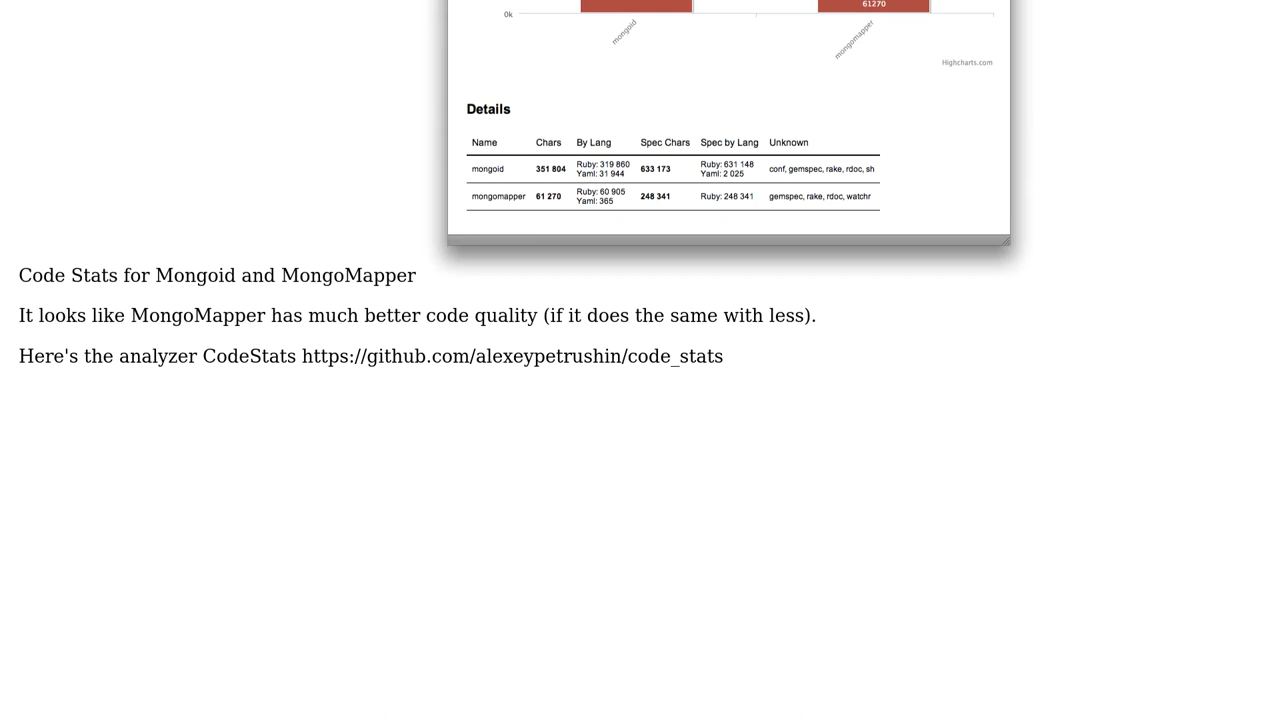 61270
0k
mongoid
mongomapper
Highcharts.com
Details
Name Chars By Lang Spec Chars Spec by Lang Unknown
mongoid 351 804 Ruby: 319 860 Yaml: 31 944 633 173 Ruby: 631 148 Yaml: 2 025 conf, gemspec, rake, rdoc, sh
mongomapper 61 270 Ruby: 60 905 Yaml: 365 248 341 Ruby: 248 341 gemspec, rake, rdoc, watchr
Code Stats for Mongoid and MongoMapper
It looks like MongoMapper has much better code quality (if it does the same with less).
Here's the analyzer CodeStats https://github.com/alexeypetrushin/code_stats